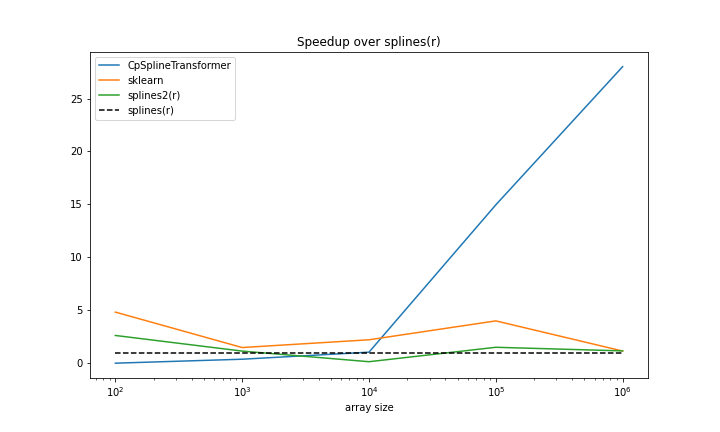 Speedup over splines(r)
CpSplineTransformer
sklearn
splines2(r)
splines(r)
25
20
15
10
5
0
10²
10³
10⁴
10⁵
10⁶
array size